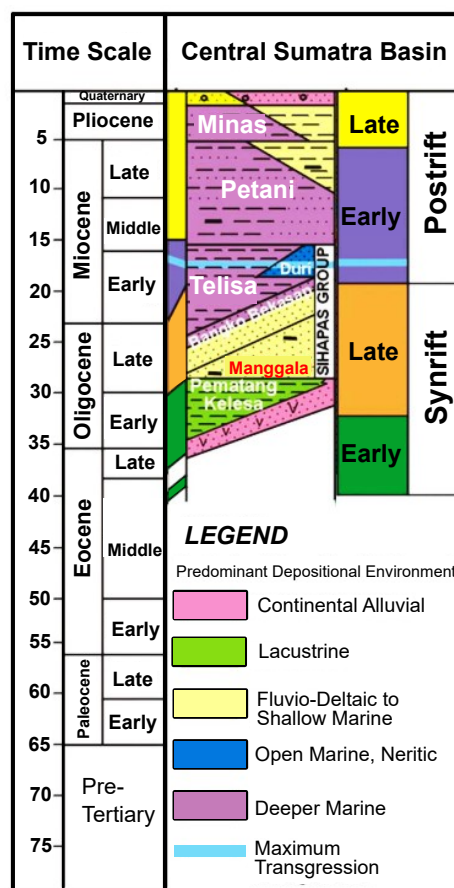 Time Scale
Central Sumatra Basin
Quaternary
Pliocene
Miocene
Late
Middle
Early
Oligocene
Late
Early
Eocene
Late
Middle
Early
Paleocene
Late
Early
Pre-
Tertiary
5
10
15
20
25
30
35
40
45
50
55
60
65
70
75
Minas
Petani
Duri
Telisa
Bangko Bekasap
Manggala
Pematang
Kelesa
SIHAPAS GROUP
Late
Early
Late
Early
Postrift
Synrift
LEGEND
Predominant Depositional Environment
Continental Alluvial
Lacustrine
Fluvio-Deltaic to
Shallow Marine
Open Marine, Neritic
Deeper Marine
Maximum
Transgression